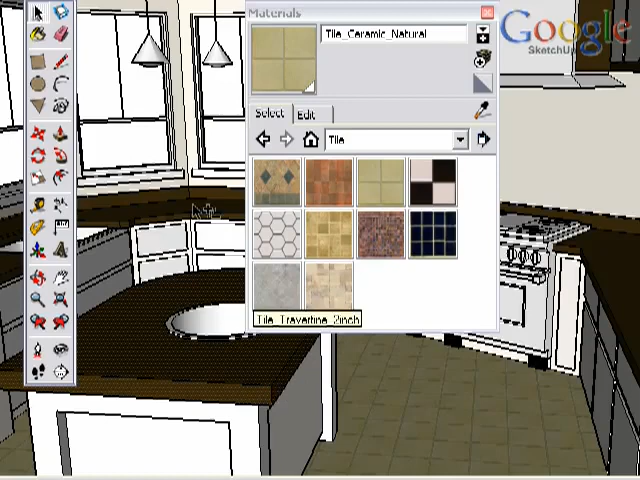 Materials
Tile_Ceramic_Natural
Google
SketchUp
Select
Edit
Tile
Tile_Travertine_2inch